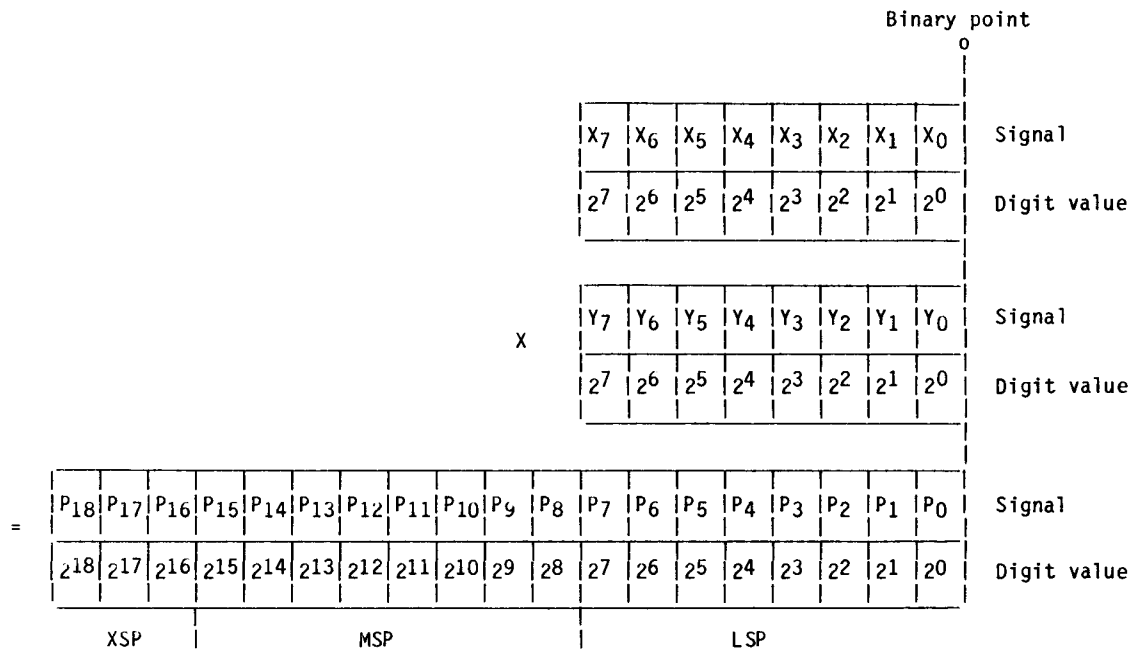 Binary point
o
X7 X6 X5 X4 X3 X2 X1 X0 Signal
2^7 2^6 2^5 2^4 2^3 2^2 2^1 2^0 Digit value
X
Y7 Y6 Y5 Y4 Y3 Y2 Y1 Y0 Signal
2^7 2^6 2^5 2^4 2^3 2^2 2^1 2^0 Digit value
= P18 P17 P16 P15 P14 P13 P12 P11 P10 P9 P8 P7 P6 P5 P4 P3 P2 P1 P0 Signal
2^18 2^17 2^16 2^15 2^14 2^13 2^12 2^11 2^10 2^9 2^8 2^7 2^6 2^5 2^4 2^3 2^2 2^1 2^0 Digit value
XSP MSP LSP